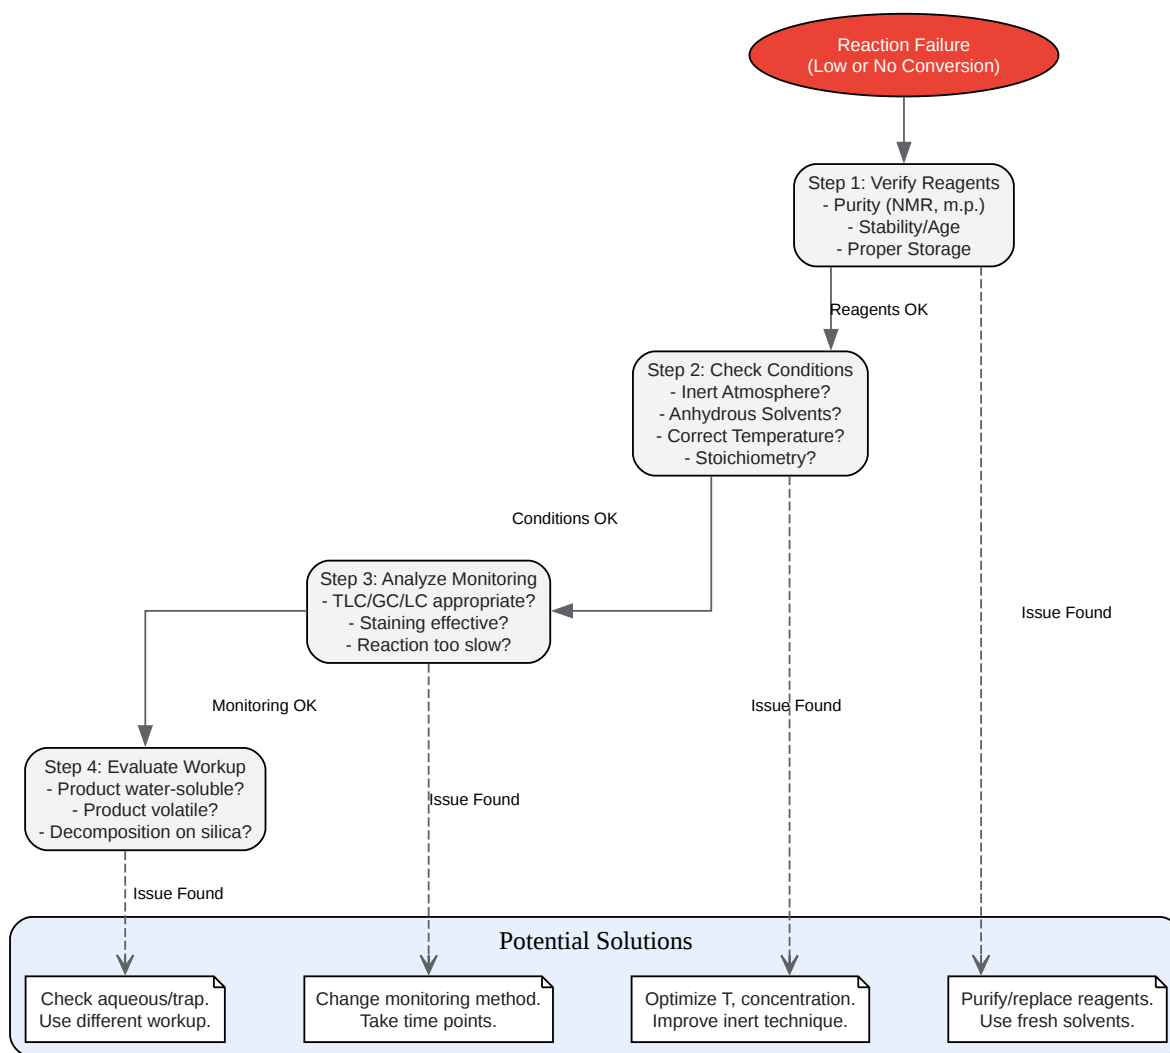 Reaction Failure
(Low or No Conversion)
Step 1: Verify Reagents
- Purity (NMR, m.p.)
- Stability/Age
- Proper Storage
Reagents OK
Step 2: Check Conditions
- Inert Atmosphere?
- Anhydrous Solvents?
- Correct Temperature?
- Stoichiometry?
Conditions OK
Step 3: Analyze Monitoring
- TLC/GC/LC appropriate?
- Staining effective?
- Reaction too slow?
Issue Found
Monitoring OK
Issue Found
Step 4: Evaluate Workup
- Product water-soluble?
- Product volatile?
- Decomposition on silica?
Issue Found
Issue Found
Potential Solutions
Check aqueous/trap.
Use different workup.
Change monitoring method.
Take time points.
Optimize T, concentration.
Improve inert technique.
Purify/replace reagents.
Use fresh solvents.